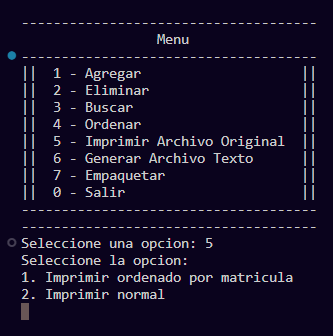 -------------------------------------
Menu
-------------------------------------
|| 1 - Agregar ||
|| 2 - Eliminar ||
|| 3 - Buscar ||
|| 4 - Ordenar ||
|| 5 - Imprimir Archivo Original ||
|| 6 - Generar Archivo Texto ||
|| 7 - Empaquetar ||
|| 0 - Salir ||
-------------------------------------
-------------------------------------
Seleccione una opcion: 5
Seleccione la opcion:
1. Imprimir ordenado por matricula
2. Imprimir normal